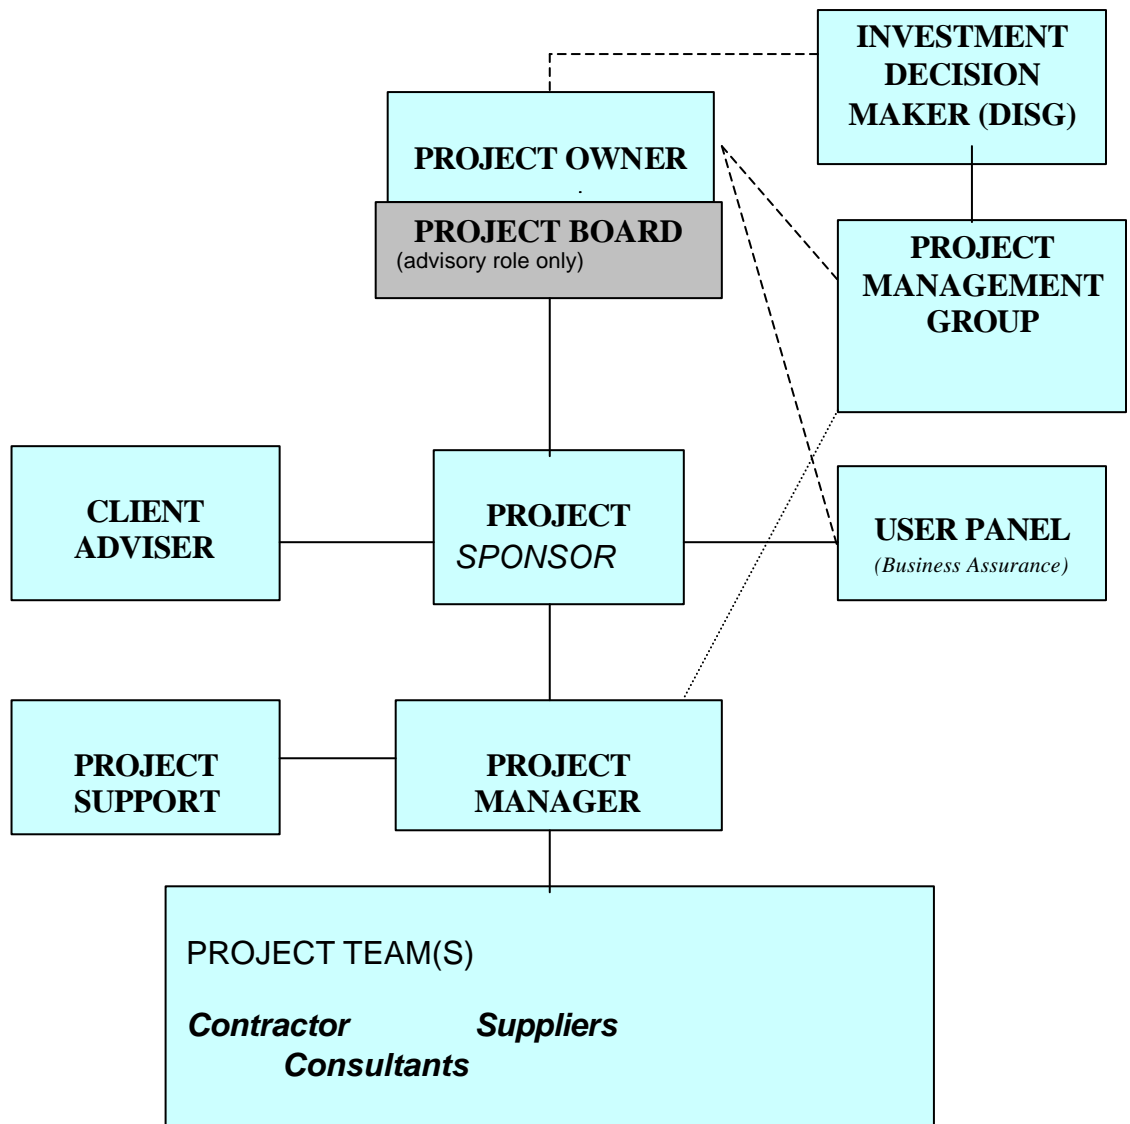 INVESTMENT
DECISION
MAKER (DISG)
PROJECT OWNER
.
PROJECT BOARD
(advisory role only)
PROJECT
MANAGEMENT
GROUP
CLIENT
ADVISER
PROJECT
SPONSOR
USER PANEL
(Business Assurance)
PROJECT
SUPPORT
PROJECT
MANAGER
PROJECT TEAM(S)
Contractor Suppliers
Consultants